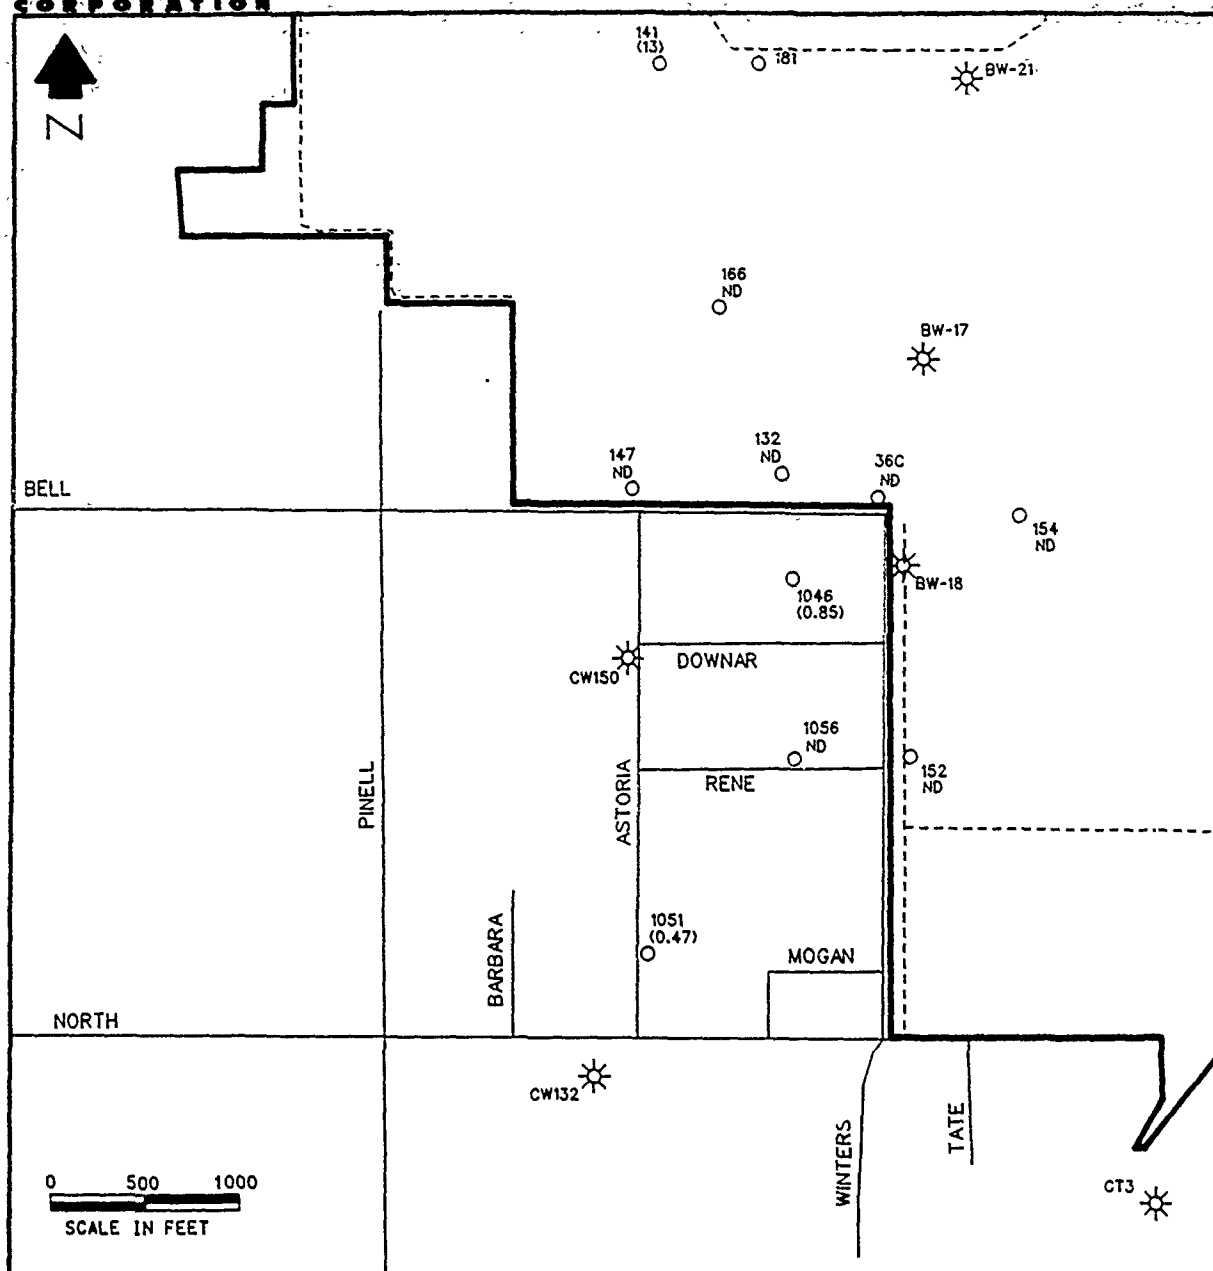 CORPORATION
N
141
(13)
181
BW-21
166
ND
BW-17
147
ND
132
ND
36C
ND
BELL
154
ND
BW-18
1046
(0.85)
DOWNAR
CW150
1056
ND
152
ND
RENE
PINELL
ASTORIA
1051
(0.47)
BARBARA
MOGAN
NORTH
CW132
WINTERS
TATE
CT3
0 500 1000
SCALE IN FEET